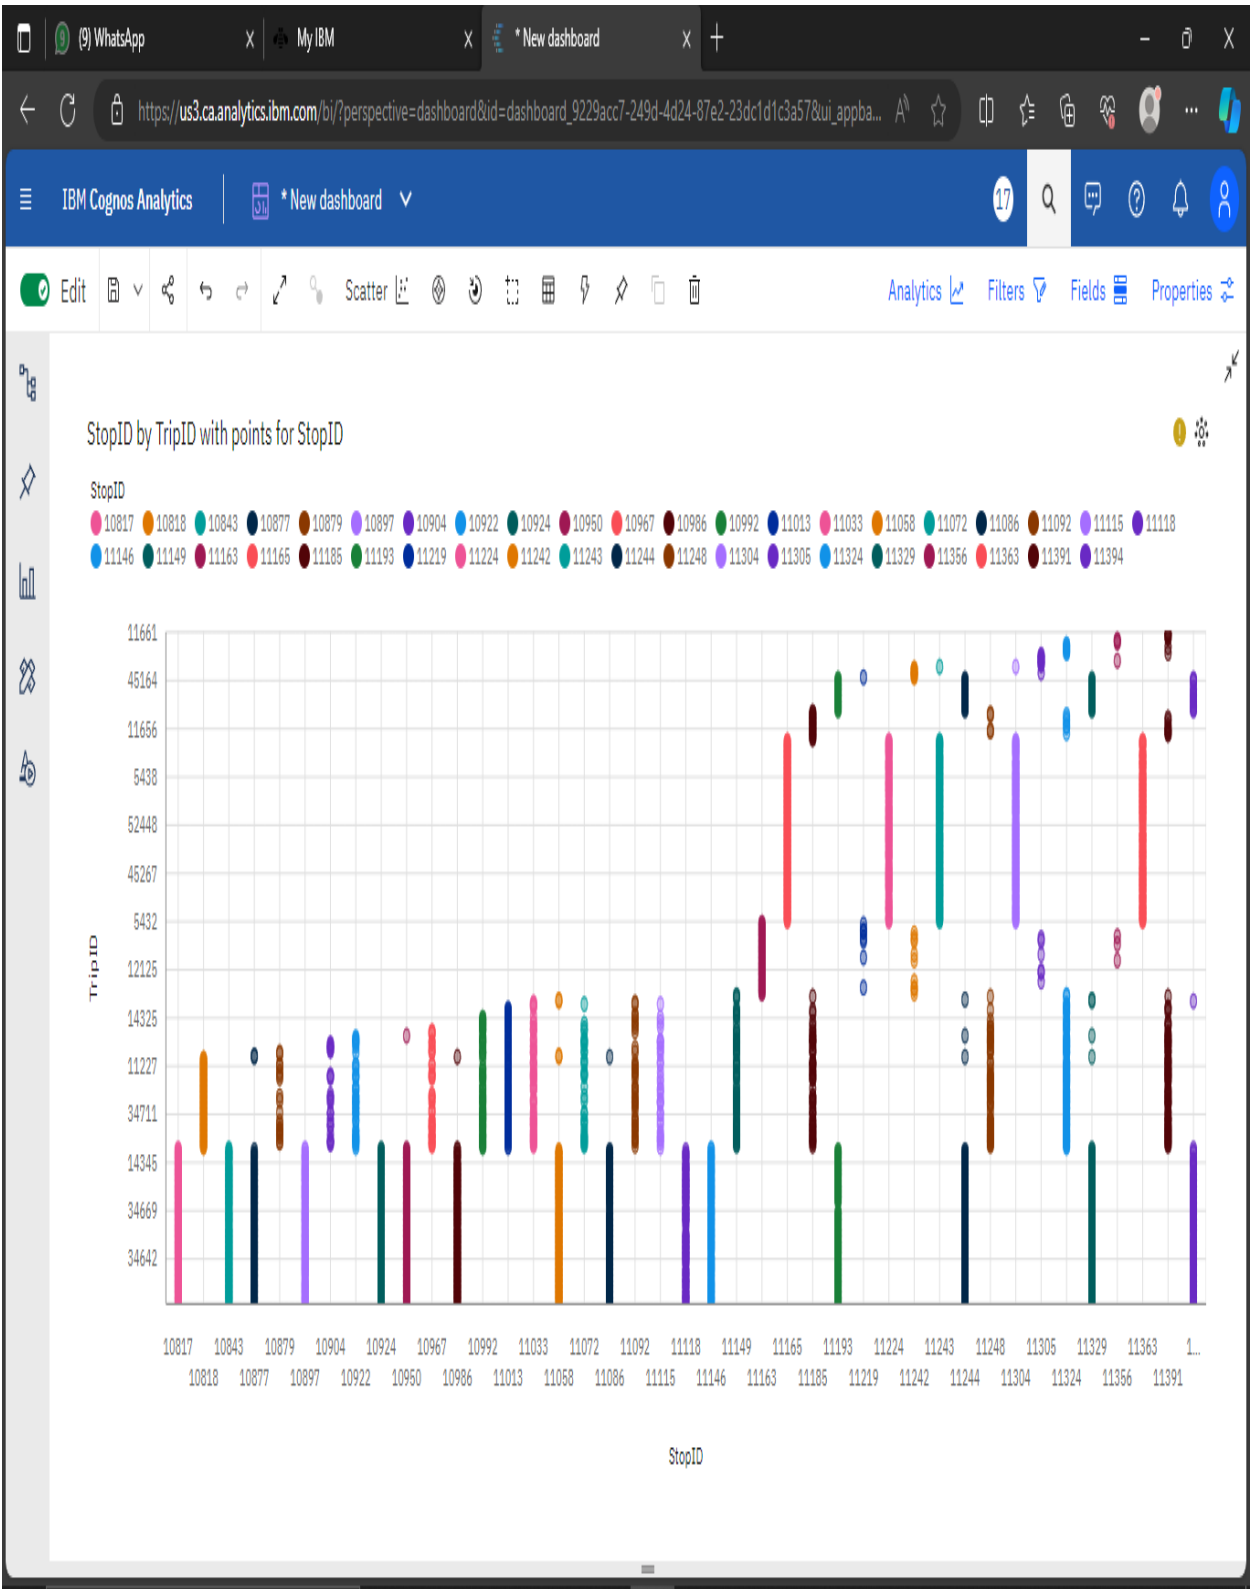 (9) WhatsApp
My IBM
* New dashboard
https://us3.ca.analytics.ibm.com/bi/?perspective=dashboard&id=dashboard_9229acc7-249d-4d24-87e2-23dc1d1c3a57&ui_appba...
IBM Cognos Analytics
* New dashboard
17
Edit
Scatter
Analytics
Filters
Fields
Properties
StopID by TripID with points for StopID
StopID
10817 10818 10843 10877 10879 10897 10904 10922 10924 10950 10967 10986 10992 11013 11033 11058 11072 11086 11092 11115 11118
11146 11149 11163 11165 11185 11193 11219 11224 11242 11243 11244 11248 11304 11305 11324 11329 11356 11363 11391 11394
11661
45164
11656
5438
52448
45267
5432
12125
14325
11227
34711
14345
34669
34642
TripID
10817 10843 10879 10904 10924 10967 10992 11033 11072 11092 11118 11149 11165 11193 11224 11243 11248 11305 11329 11363 1...
10818 10877 10897 10922 10950 10986 11013 11058 11086 11115 11146 11163 11185 11219 11242 11244 11304 11324 11356 11391
StopID